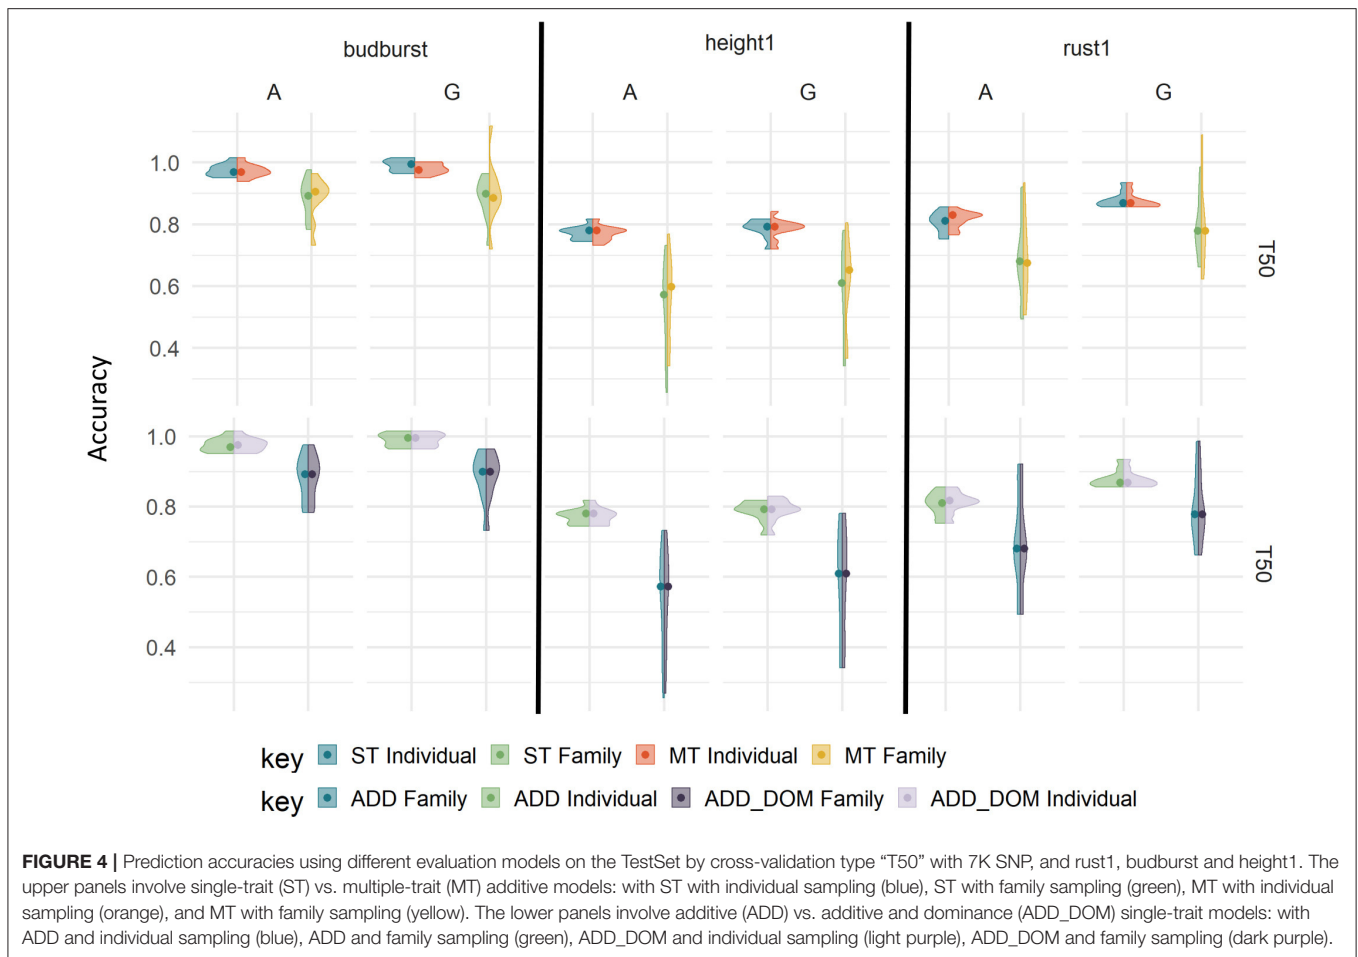 budburst
height1
rust1
A
G
A
G
A
G
1.0
0.8
0.6
0.4
T50
Accuracy
1.0
0.8
0.6
0.4
T50
key ST Individual ST Family MT Individual MT Family
key ADD Family ADD Individual ADD_DOM Family ADD_DOM Individual
FIGURE 4 | Prediction accuracies using different evaluation models on the TestSet by cross-validation type “T50” with 7K SNP, and rust1, budburst and height1. The
upper panels involve single-trait (ST) vs. multiple-trait (MT) additive models: with ST with individual sampling (blue), ST with family sampling (green), MT with individual
sampling (orange), and MT with family sampling (yellow). The lower panels involve additive (ADD) vs. additive and dominance (ADD_DOM) single-trait models: with
ADD and individual sampling (blue), ADD and family sampling (green), ADD_DOM and individual sampling (light purple), ADD_DOM and family sampling (dark purple).